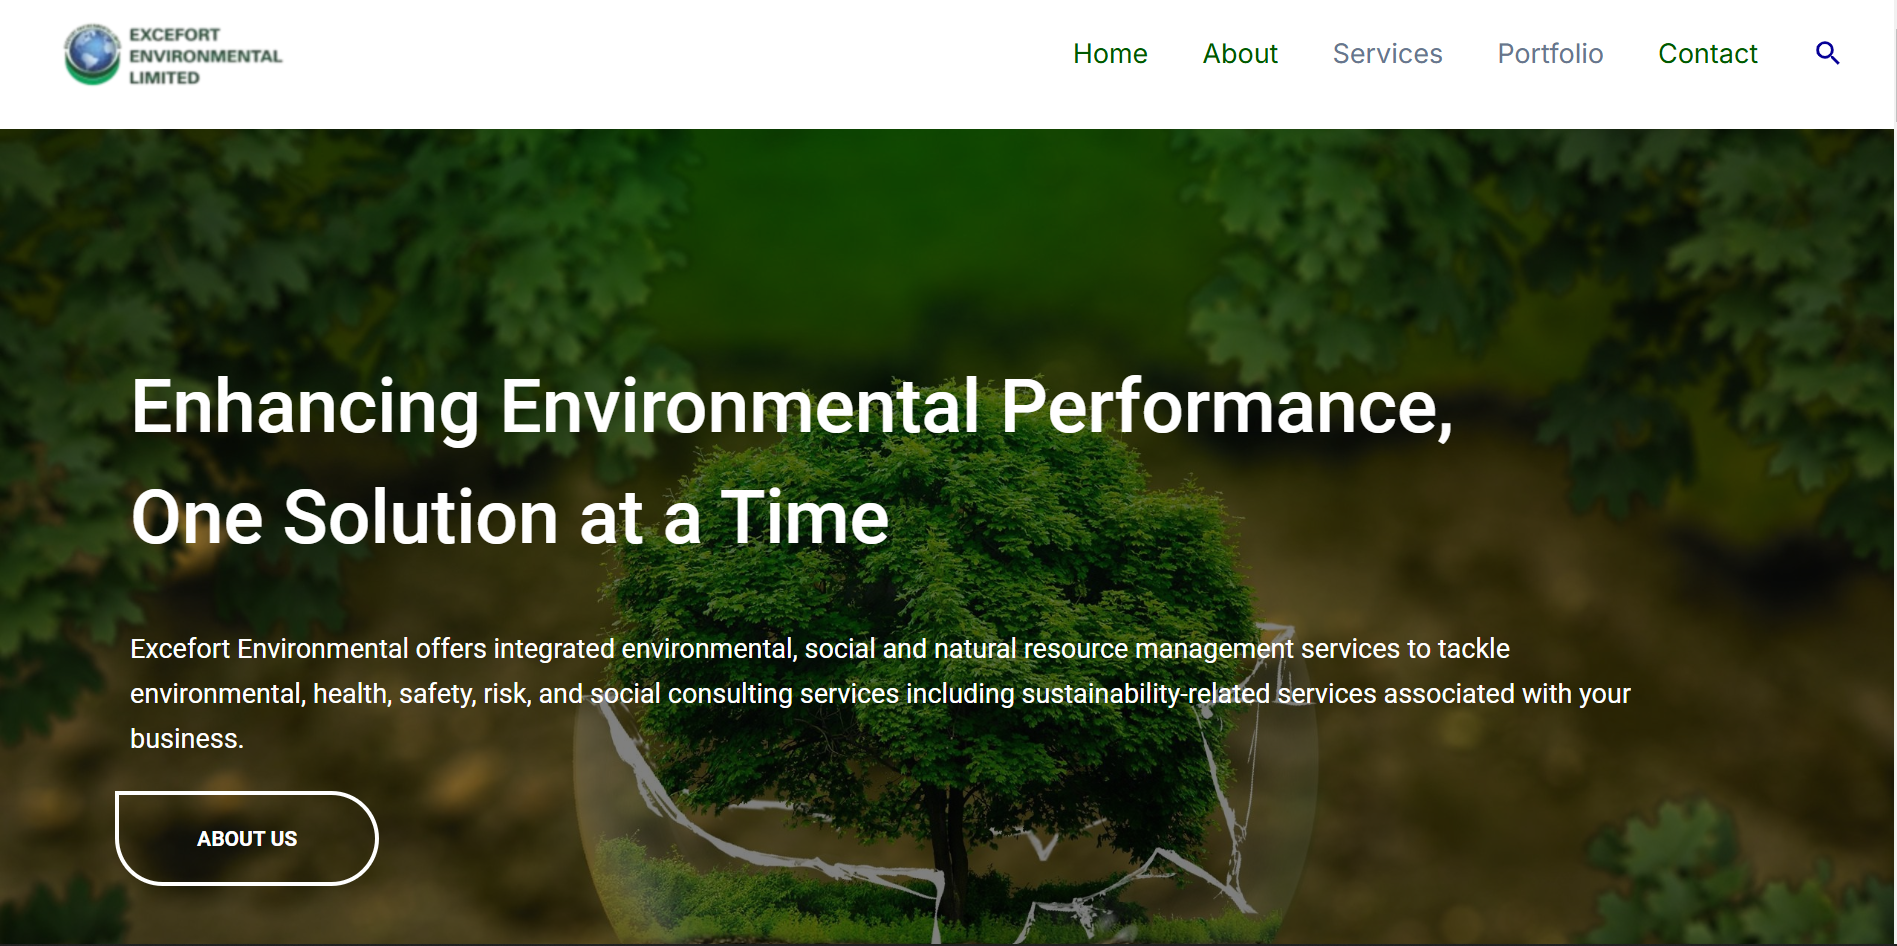 EXCEFORT
ENVIRONMENTAL
LIMITED
Home About Services Portfolio Contact
Enhancing Environmental Performance,
One Solution at a Time
Excefort Environmental offers integrated environmental, social and natural resource management services to tackle
environmental, health, safety, risk, and social consulting services including sustainability-related services associated with your
business.
ABOUT US